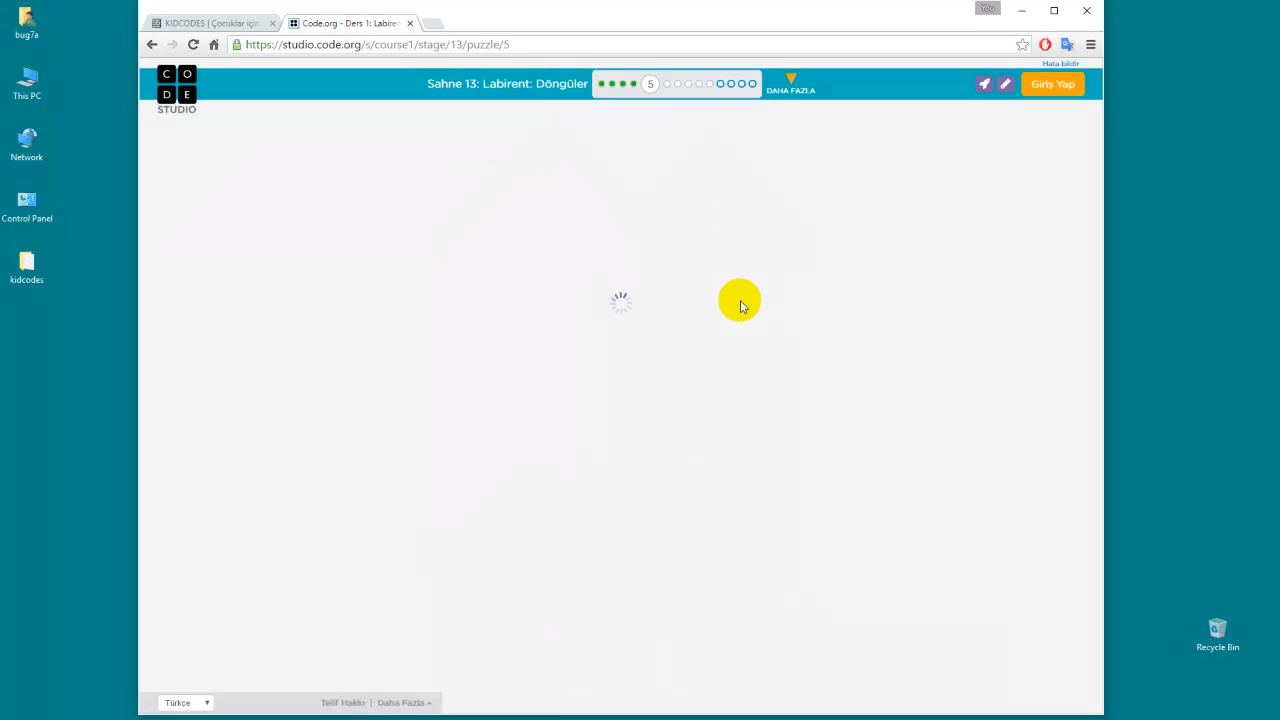 bug7a
This PC
Network
Control Panel
kidcodes
Recycle Bin
KIDCODES | Çocuklar için
Code.org - Ders 1: Labiren
You
https://studio.code.org/s/course1/stage/13/puzzle/5
Hata bildir
C O
D E
STUDIO
Sahne 13: Labirent: Döngüler
5
DAHA FAZLA
Giriş Yap
Türkçe
Telif Hakkı | Daha Fazla